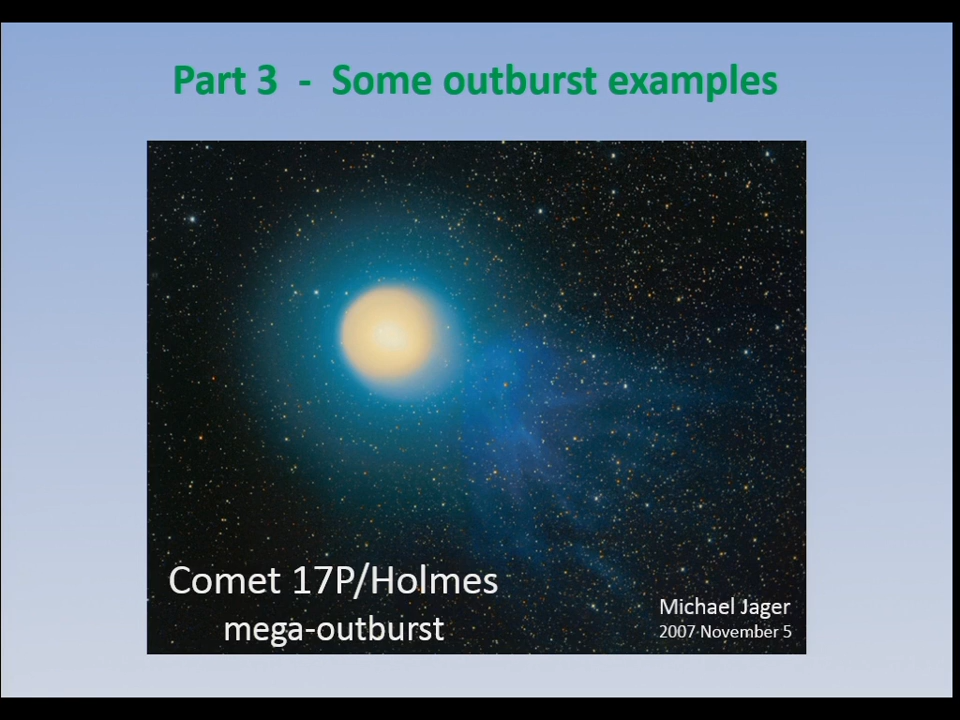 Part 3 - Some outburst examples
Comet 17P/Holmes
mega-outburst
Michael Jager
2007 November 5